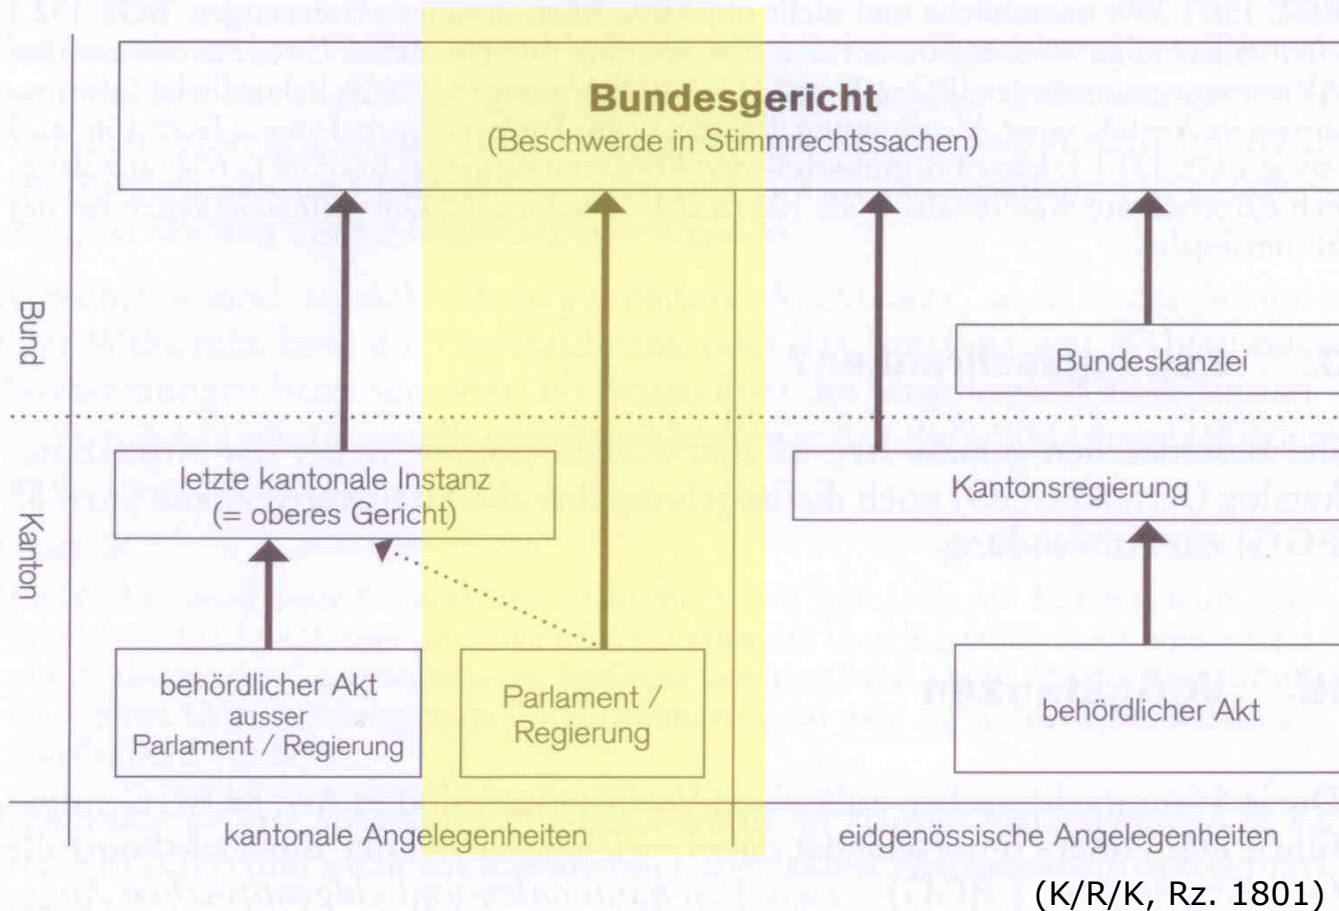 Bundesgericht
(Beschwerde in Stimmrechtssachen)
Bund
Bundeskanzlei
Kanton
letzte kantonale Instanz
(= oberes Gericht)
Kantonsregierung
behördlicher Akt
ausser
Parlament / Regierung
Parlament /
Regierung
behördlicher Akt
kantonale Angelegenheiten
eidgenössische Angelegenheiten
(K/R/K, Rz. 1801)